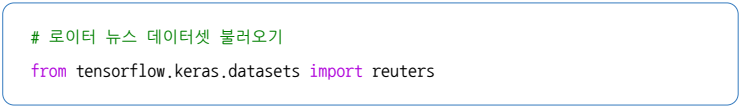 # 로이터 뉴스 데이터셋 불러오기
from tensorflow.keras.datasets import reuters